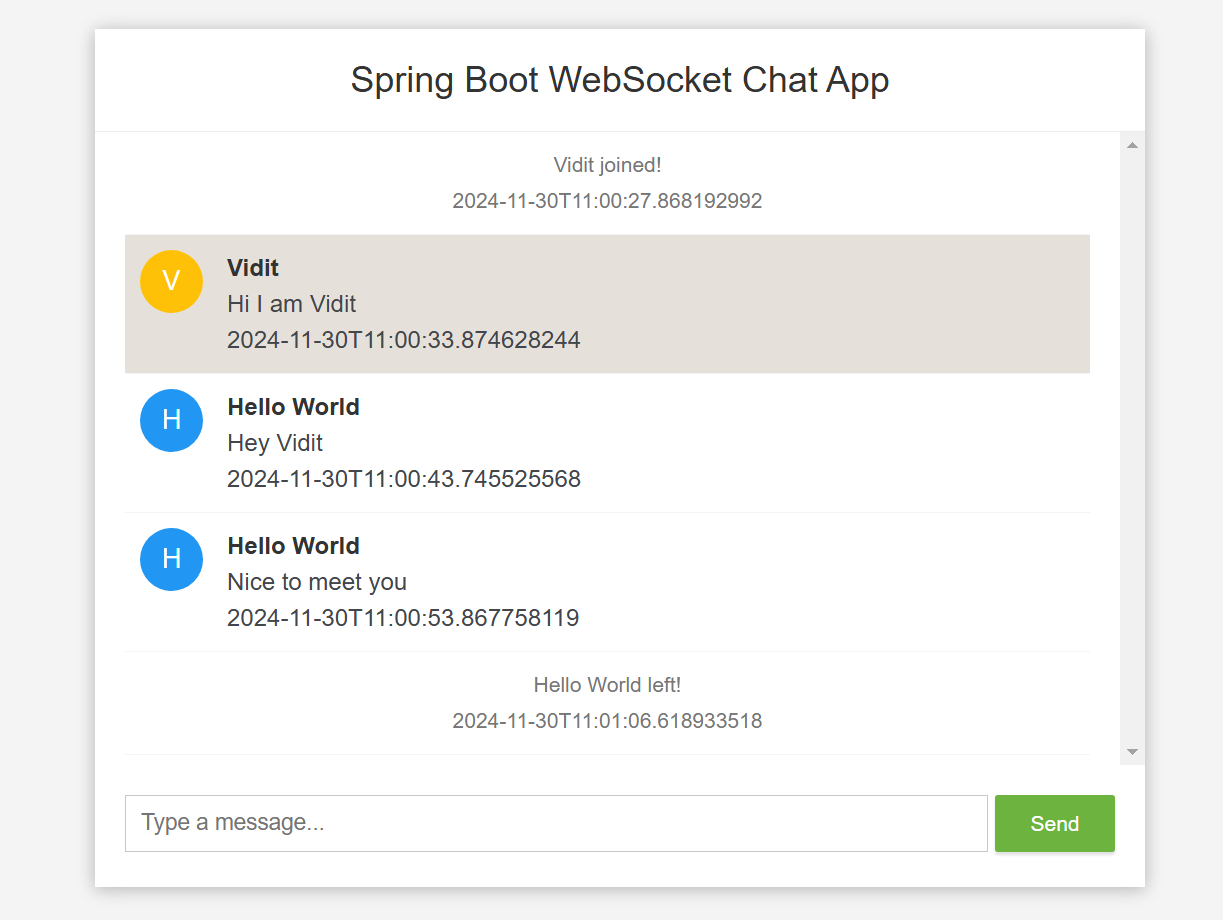 Spring Boot WebSocket Chat App
Vidit joined!
2024-11-30T11:00:27.868192992
V
Vidit
Hi I am Vidit
2024-11-30T11:00:33.874628244
H
Hello World
Hey Vidit
2024-11-30T11:00:43.745525568
H
Hello World
Nice to meet you
2024-11-30T11:00:53.867758119
Hello World left!
2024-11-30T11:01:06.618933518
Type a message...
Send